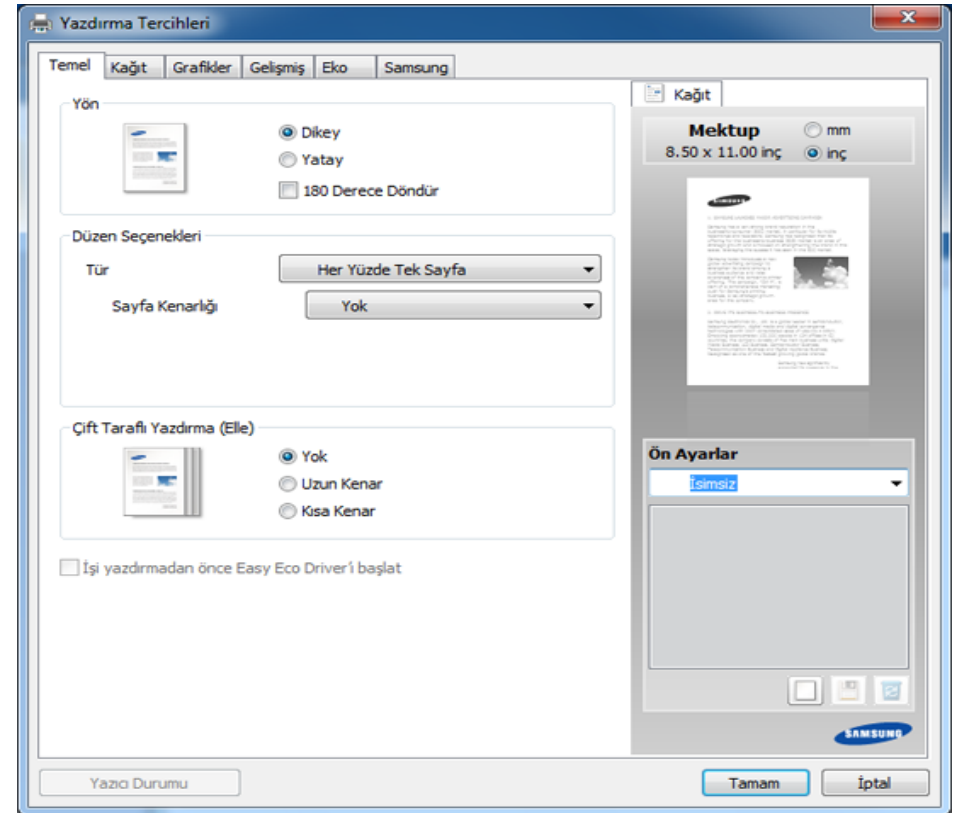 Yazdırma Tercihleri
Temel Kağıt Grafikler Gelişmiş Eko Samsung
Yön
Dikey
Yatay
180 Derece Döndür
Düzen Seçenekleri
Tür Her Yüzde Tek Sayfa
Sayfa Kenarlığı Yok
Çift Taraflı Yazdırma (Elle)
Yok
Uzun Kenar
Kısa Kenar
İşi yazdırmadan önce Easy Eco Driver'i başlat
Kağıt
Mektup mm
8.50 x 11.00 inç inç
SAMSUNG
Ön Ayarlar
İsimsiz
SAMSUNG
Yazıcı Durumu Tamam İptal